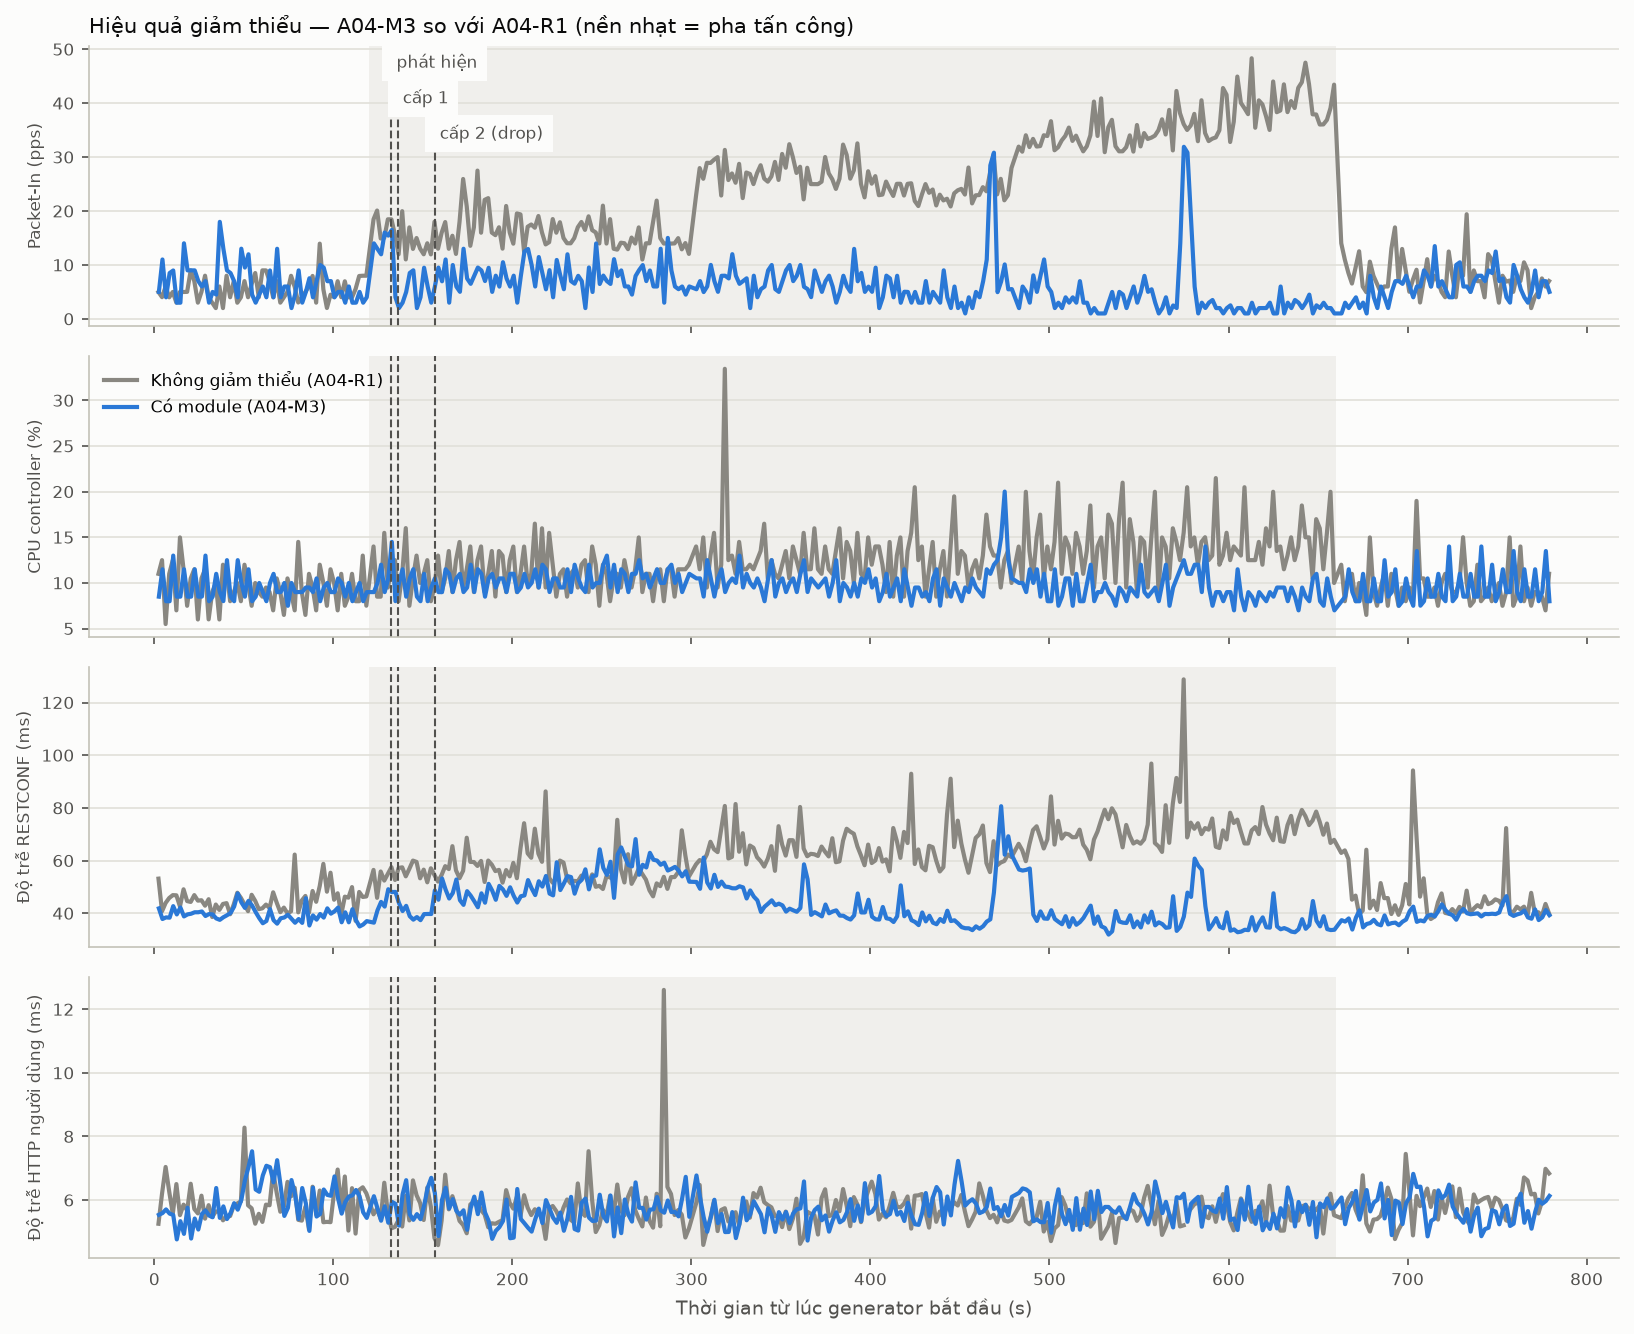 Hiệu quả giảm thiểu — A04-M3 so với A04-R1 (nền nhạt = pha tấn công)
Packet-In (pps)
50
40
30
20
10
0
phát hiện
cấp 1
cấp 2 (drop)
CPU controller (%)
30
25
20
15
10
5
Không giảm thiểu (A04-R1)
Có module (A04-M3)
Độ trễ RESTCONF (ms)
120
100
80
60
40
Độ trễ HTTP người dùng (ms)
12
10
8
6
0 100 200 300 400 500 600 700 800
Thời gian từ lúc generator bắt đầu (s)